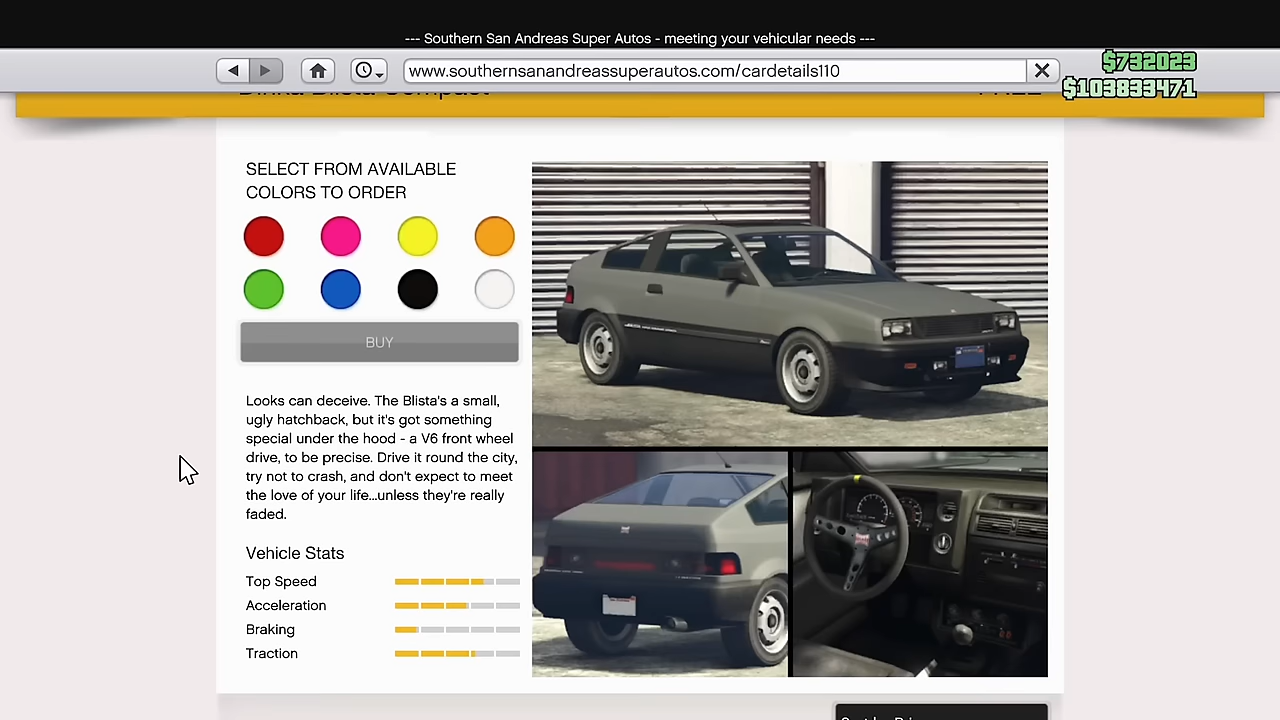 --- Southern San Andreas Super Autos - meeting your vehicular needs ---
www.southernsanandreassuperautos.com/cardetails110
$732023
$103833471
Dinka Blista Compact
FREE
SELECT FROM AVAILABLE
COLORS TO ORDER
BUY
Looks can deceive. The Blista's a small,
ugly hatchback, but it's got something
special under the hood - a V6 front wheel
drive, to be precise. Drive it round the city,
try not to crash, and don't expect to meet
the love of your life...unless they're really
faded.
Vehicle Stats
Top Speed
Acceleration
Braking
Traction